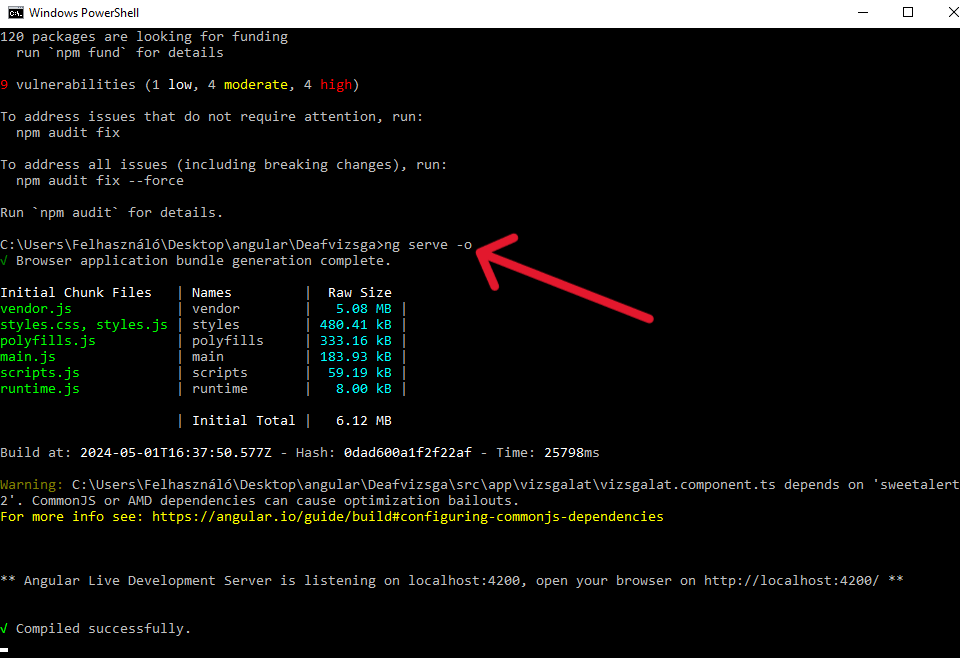 Windows PowerShell
120 packages are looking for funding
run `npm fund` for details
9 vulnerabilities (1 low, 4 moderate, 4 high)
To address issues that do not require attention, run:
npm audit fix
To address all issues (including breaking changes), run:
npm audit fix --force
Run `npm audit` for details.
C:\Users\Felhasználó\Desktop\angular\Deafvizsga>ng serve -o
√ Browser application bundle generation complete.
Initial Chunk Files | Names | Raw Size
vendor.js | vendor | 5.08 MB |
styles.css, styles.js | styles | 480.41 kB |
polyfills.js | polyfills | 333.16 kB |
main.js | main | 183.93 kB |
scripts.js | scripts | 59.19 kB |
runtime.js | runtime | 8.00 kB |
| Initial Total | 6.12 MB
Build at: 2024-05-01T16:37:50.577Z - Hash: 0dad600a1f2f22af - Time: 25798ms
Warning: C:\Users\Felhasználó\Desktop\angular\Deafvizsga\src\app\vizsgalat\vizsgalat.component.ts depends on 'sweetalert
2'. CommonJS or AMD dependencies can cause optimization bailouts.
For more info see: https://angular.io/guide/build#configuring-commonjs-dependencies
** Angular Live Development Server is listening on localhost:4200, open your browser on http://localhost:4200/ **
√ Compiled successfully.